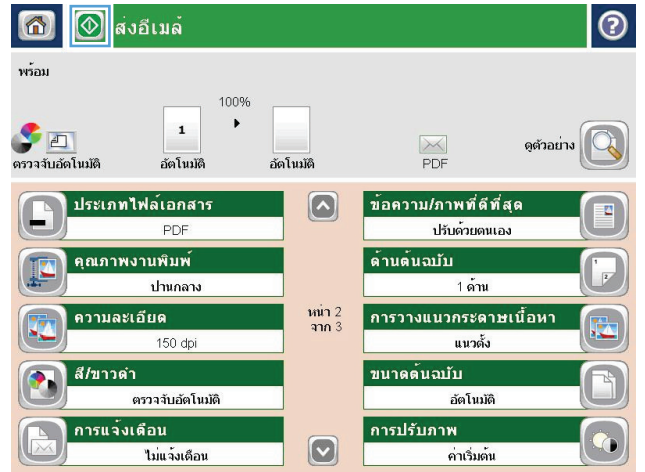 ส่งอีเมล์
พร้อม
100%
1
ดูตัวอย่าง
ตรวจจับอัตโนมัติ
อัตโนมัติ
อัตโนมัติ
PDF
ประเภทไฟล์เอกสาร
PDF
ข้อความ/ภาพที่ดีที่สุด
ปรับด้วยตนเอง
คุณภาพงานพิมพ์
ปานกลาง
ด้านต้นฉบับ
1 ด้าน
ความละเอียด
150 dpi
หน้า 2
จาก 3
การวางแนวกระดาษเนื้อหา
แนวตั้ง
สี/ขาวดำ
ตรวจจับอัตโนมัติ
ขนาดต้นฉบับ
อัตโนมัติ
การแจ้งเตือน
ไม่แจ้งเตือน
การปรับภาพ
ค่าเริ่มต้น